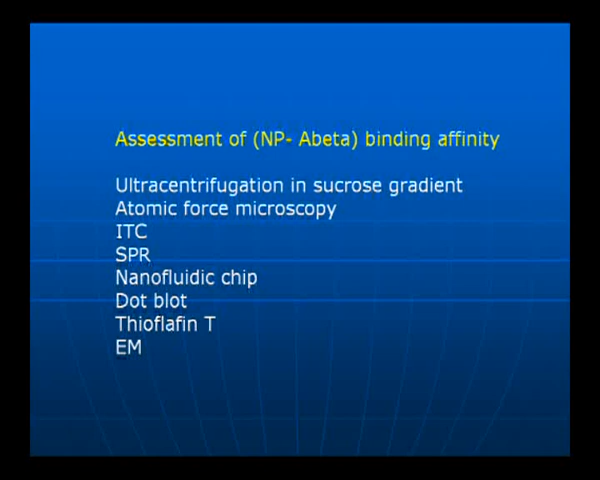 Assessment of (NP- Abeta) binding affinity
Ultracentrifugation in sucrose gradient
Atomic force microscopy
ITC
SPR
Nanofluidic chip
Dot blot
Thioflafin T
EM